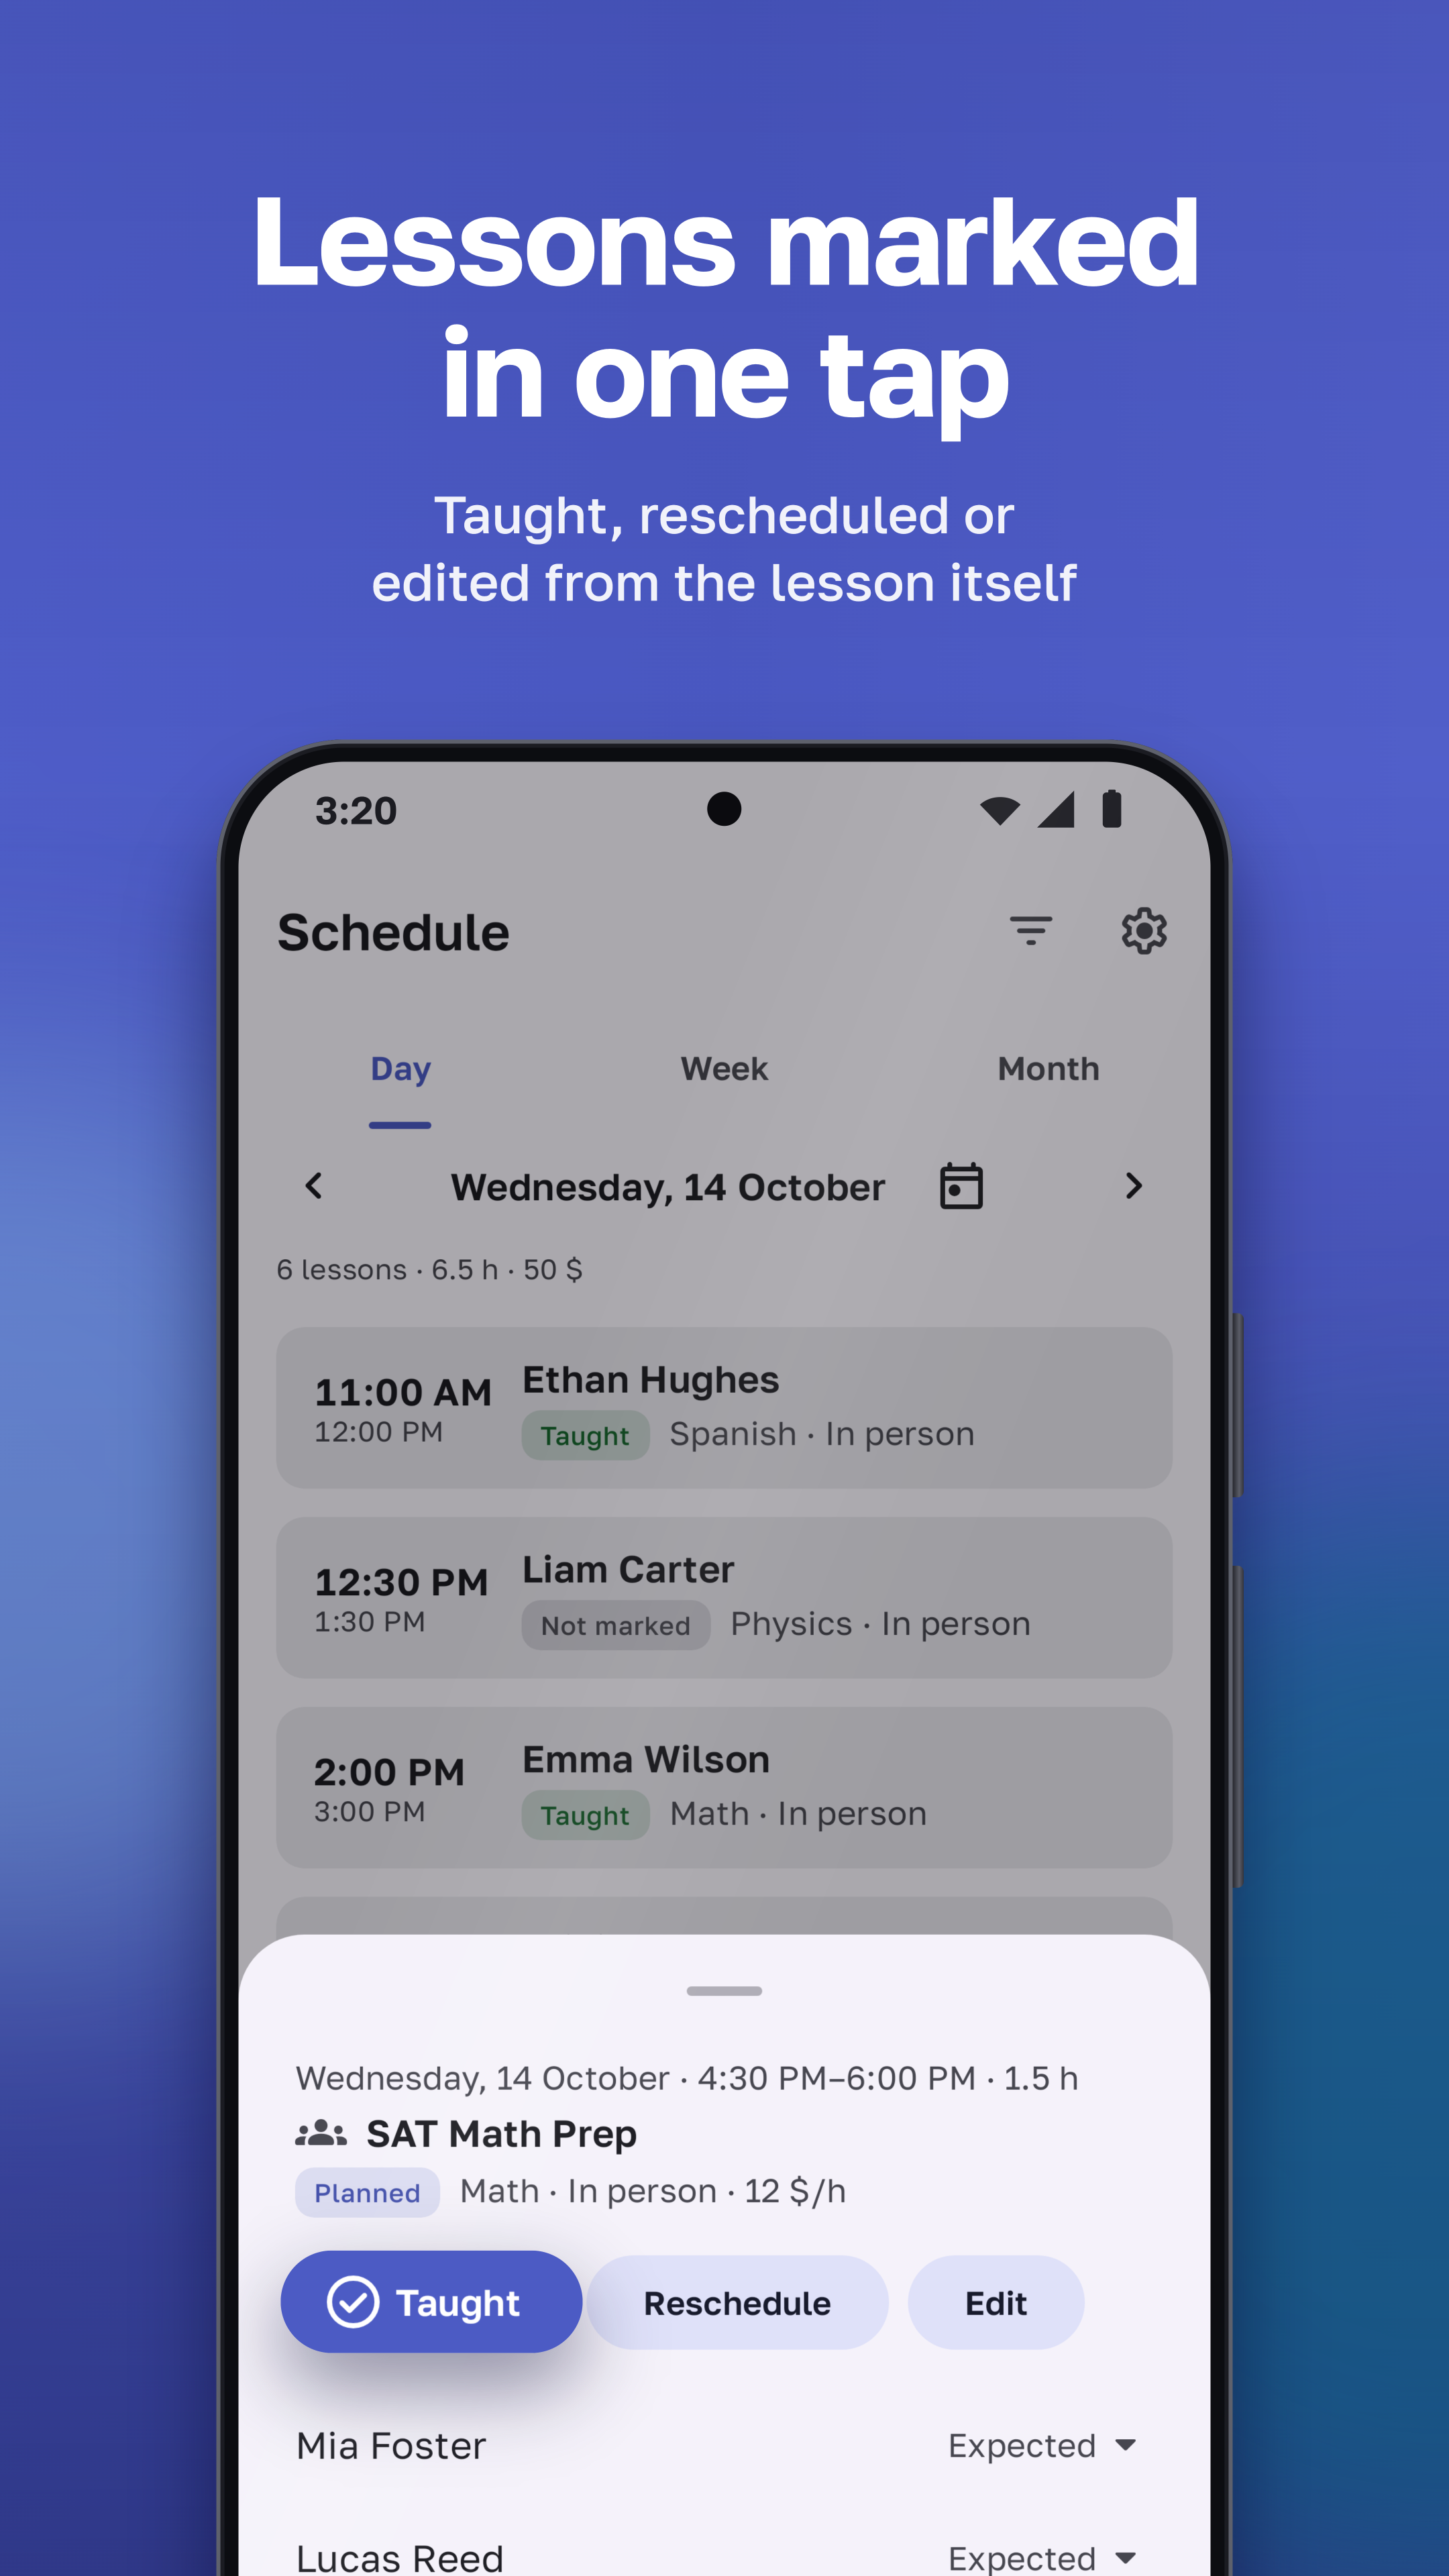 Lessons marked
in one tap
Taught, rescheduled or
edited from the lesson itself
3:20
Schedule
Day Week Month
Wednesday, 14 October
6 lessons · 6.5 h · 50 $
11:00 AM Ethan Hughes
12:00 PM Taught Spanish · In person
12:30 PM Liam Carter
1:30 PM Not marked Physics · In person
2:00 PM Emma Wilson
3:00 PM Taught Math · In person
Wednesday, 14 October · 4:30 PM–6:00 PM · 1.5 h
SAT Math Prep
Planned Math · In person · 12 $/h
Taught Reschedule Edit
Mia Foster Expected
Lucas Reed Expected